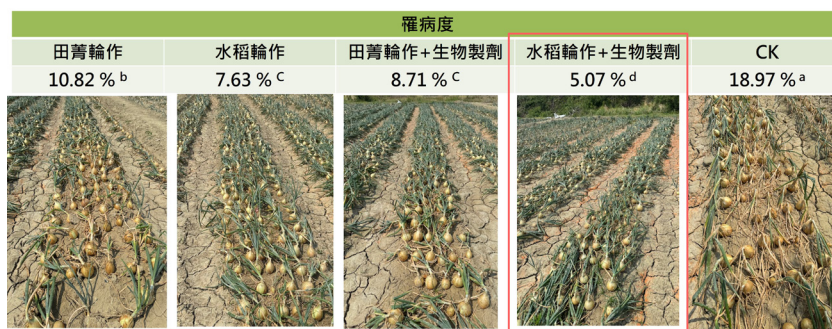 罹病度
田菁輪作 水稻輪作 田菁輪作+生物製劑 水稻輪作+生物製劑 CK
10.82 % b 7.63 % C 8.71 % C 5.07 % d 18.97 % a